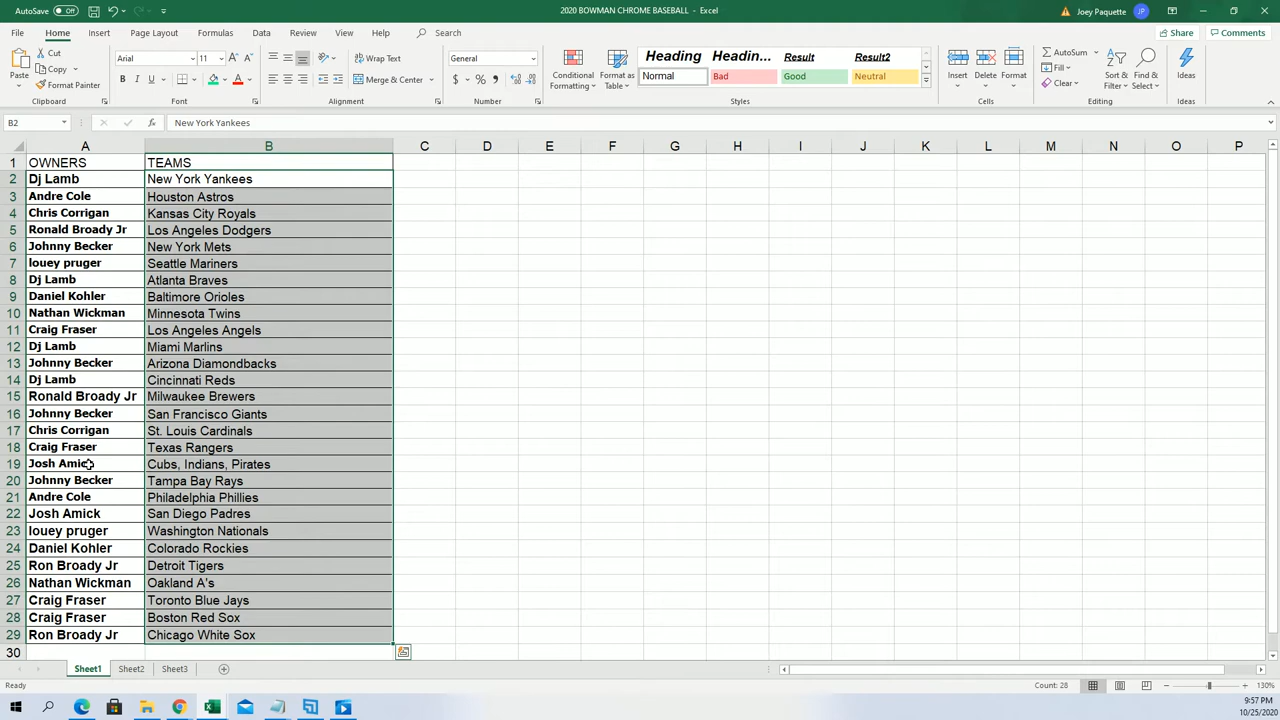 AutoSave Off 2020 BOWMAN CHROME BASEBALL - Excel Joey Paquette JP
File Home Insert Page Layout Formulas Data Review View Help Search Share Comments
Paste Cut Copy Format Painter Clipboard
Arial 11 B I U A Font
Wrap Text Merge & Center Alignment
General $ % Number
Conditional Formatting Format as Table
Heading Headin... Result Result2
Normal Bad Good Neutral Styles
Insert Delete Format Cells
AutoSum Fill Clear Sort & Filter Find & Select Editing
Ideas Ideas
B2 fx New York Yankees
A B C D E F G H I J K L M N O P
1 OWNERS TEAMS
2 Dj Lamb New York Yankees
3 Andre Cole Houston Astros
4 Chris Corrigan Kansas City Royals
5 Ronald Broady Jr Los Angeles Dodgers
6 Johnny Becker New York Mets
7 louey pruger Seattle Mariners
8 Dj Lamb Atlanta Braves
9 Daniel Kohler Baltimore Orioles
10 Nathan Wickman Minnesota Twins
11 Craig Fraser Los Angeles Angels
12 Dj Lamb Miami Marlins
13 Johnny Becker Arizona Diamondbacks
14 Dj Lamb Cincinnati Reds
15 Ronald Broady Jr Milwaukee Brewers
16 Johnny Becker San Francisco Giants
17 Chris Corrigan St. Louis Cardinals
18 Craig Fraser Texas Rangers
19 Josh Amick Cubs, Indians, Pirates
20 Johnny Becker Tampa Bay Rays
21 Andre Cole Philadelphia Phillies
22 Josh Amick San Diego Padres
23 louey pruger Washington Nationals
24 Daniel Kohler Colorado Rockies
25 Ron Broady Jr Detroit Tigers
26 Nathan Wickman Oakland A's
27 Craig Fraser Toronto Blue Jays
28 Craig Fraser Boston Red Sox
29 Ron Broady Jr Chicago White Sox
30
Sheet1 Sheet2 Sheet3
Ready Count: 28 130%
9:57 PM
10/25/2020